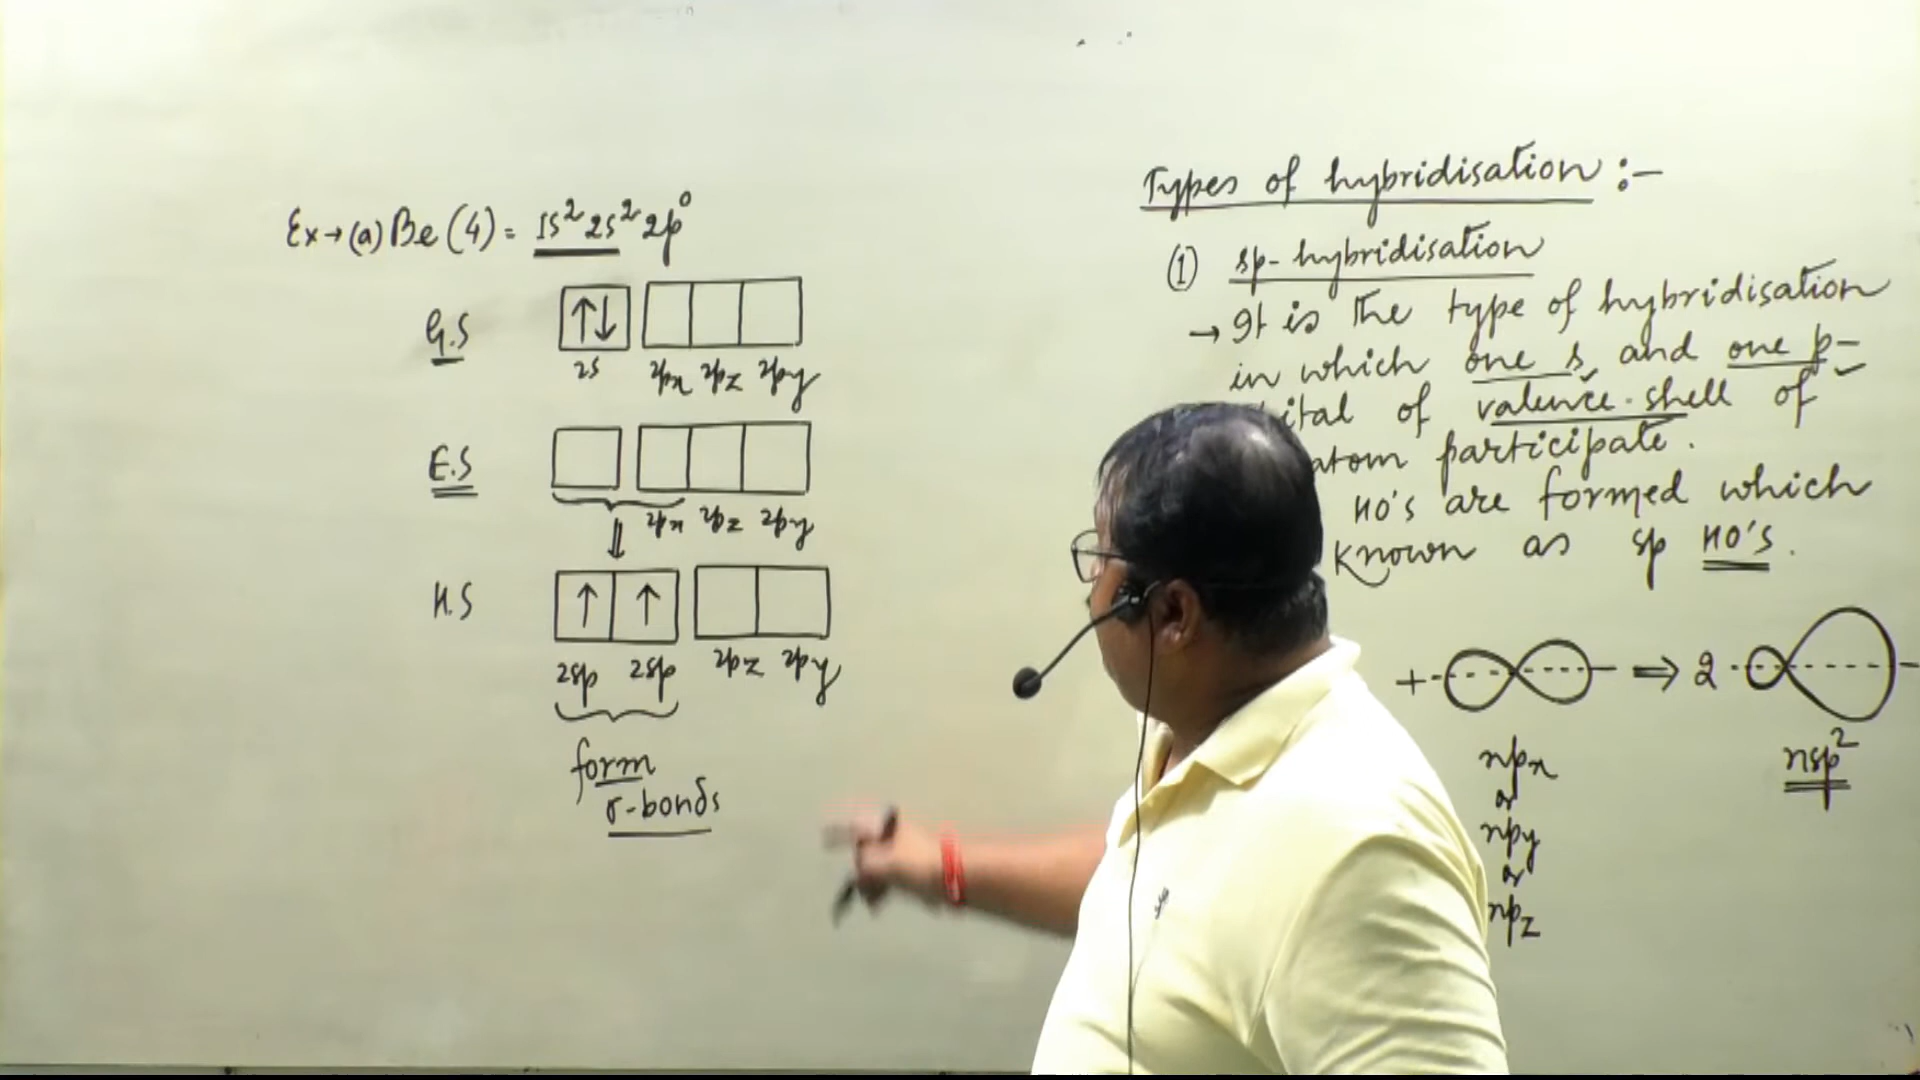 Ex→(a) Be(4) = 1s² 2s² 2p⁰
G.S ↑↓
2s 2px 2pz 2py
E.S
2px 2pz 2py
⇓
H.S ↑ ↑
2sp 2sp 2pz 2py
form
σ-bonds
Types of hybridisation :-
(1) sp-hybridisation
→ It is the type of hybridisation
in which one s, and one p-
of valence-shell of
atom participate.
HO's are formed which
known as sp HO's.
+ ⇒ 2
npx nsp²
or
npy
or
npz